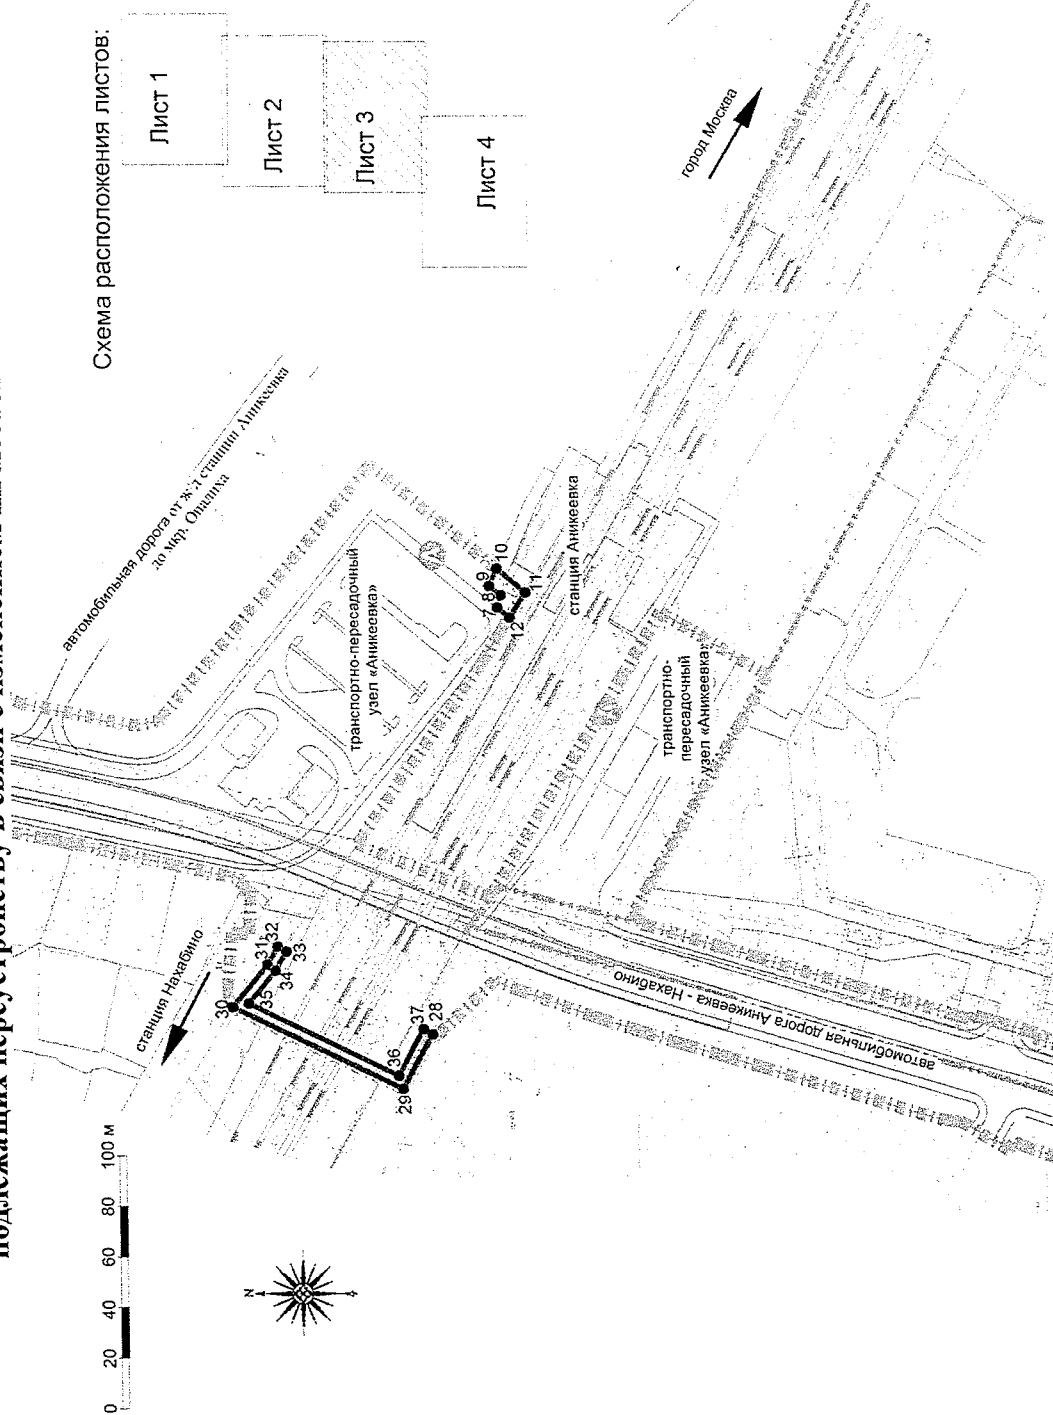 подлежащих переустройству в связи с
Схема расположения листов:
Лист 1
Лист 2
Лист 3
Лист 4
0 20 40 60 80 100 м
N
станция Нахабино
город Москва
автомобильная дорога от ж/д станции Аникеевка
до мкр. Опалиха
транспортно-пересадочный
узел «Аникеевка»
станция Аникеевка
транспортно-
пересадочный
узел «Аникеевка»
автомобильная дорога Аникеевка - Нахабино
30
31
32
33
34
35
36
29
37
28
7
8
9
10
11
12